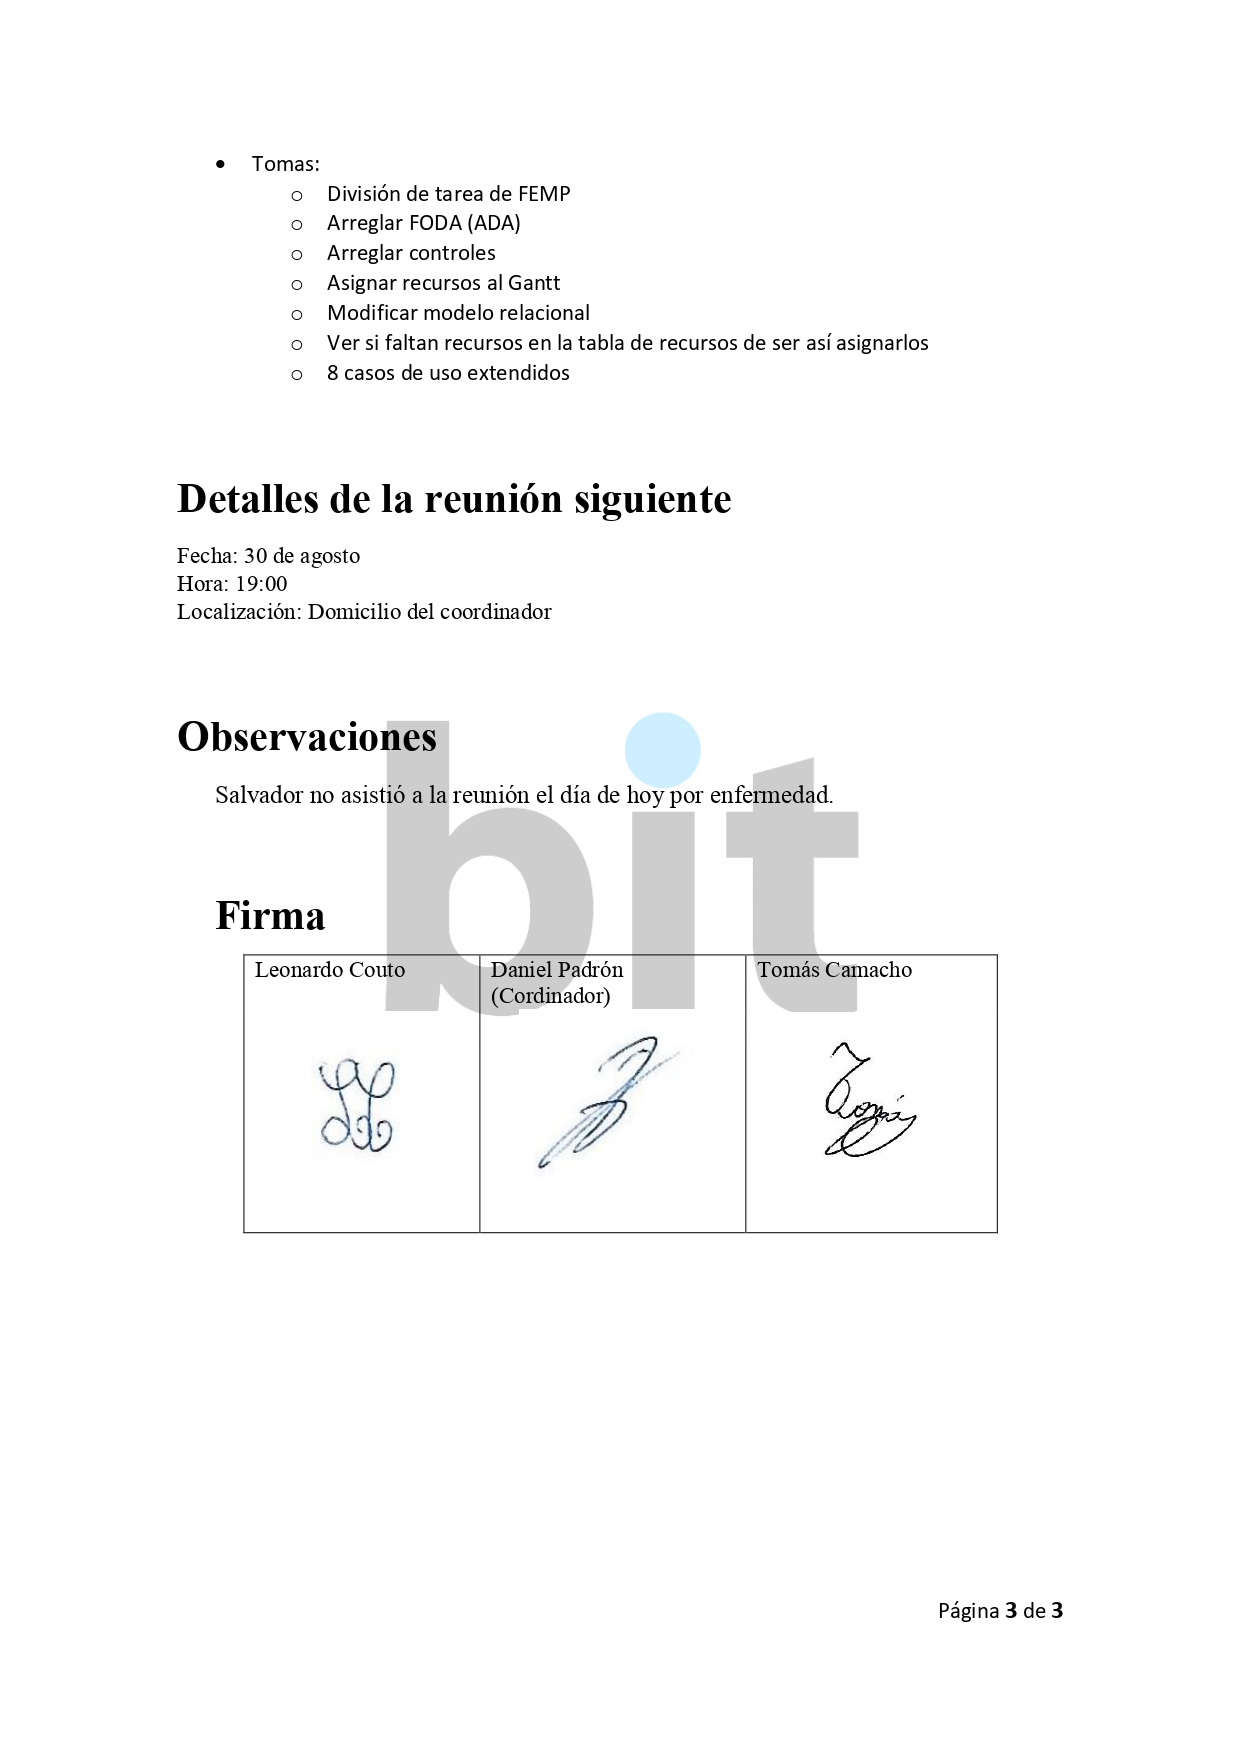 • Tomas:
o División de tarea de FEMP
o Arreglar FODA (ADA)
o Arreglar controles
o Asignar recursos al Gantt
o Modificar modelo relacional
o Ver si faltan recursos en la tabla de recursos de ser así asignarlos
o 8 casos de uso extendidos
Detalles de la reunión siguiente
Fecha: 30 de agosto
Hora: 19:00
Localización: Domicilio del coordinador
Observaciones
Salvador no asistió a la reunión el día de hoy por enfermedad.
bit
Firma
Leonardo Couto
Daniel Padrón
(Cordinador)
Tomás Camacho
Tomás
Página 3 de 3